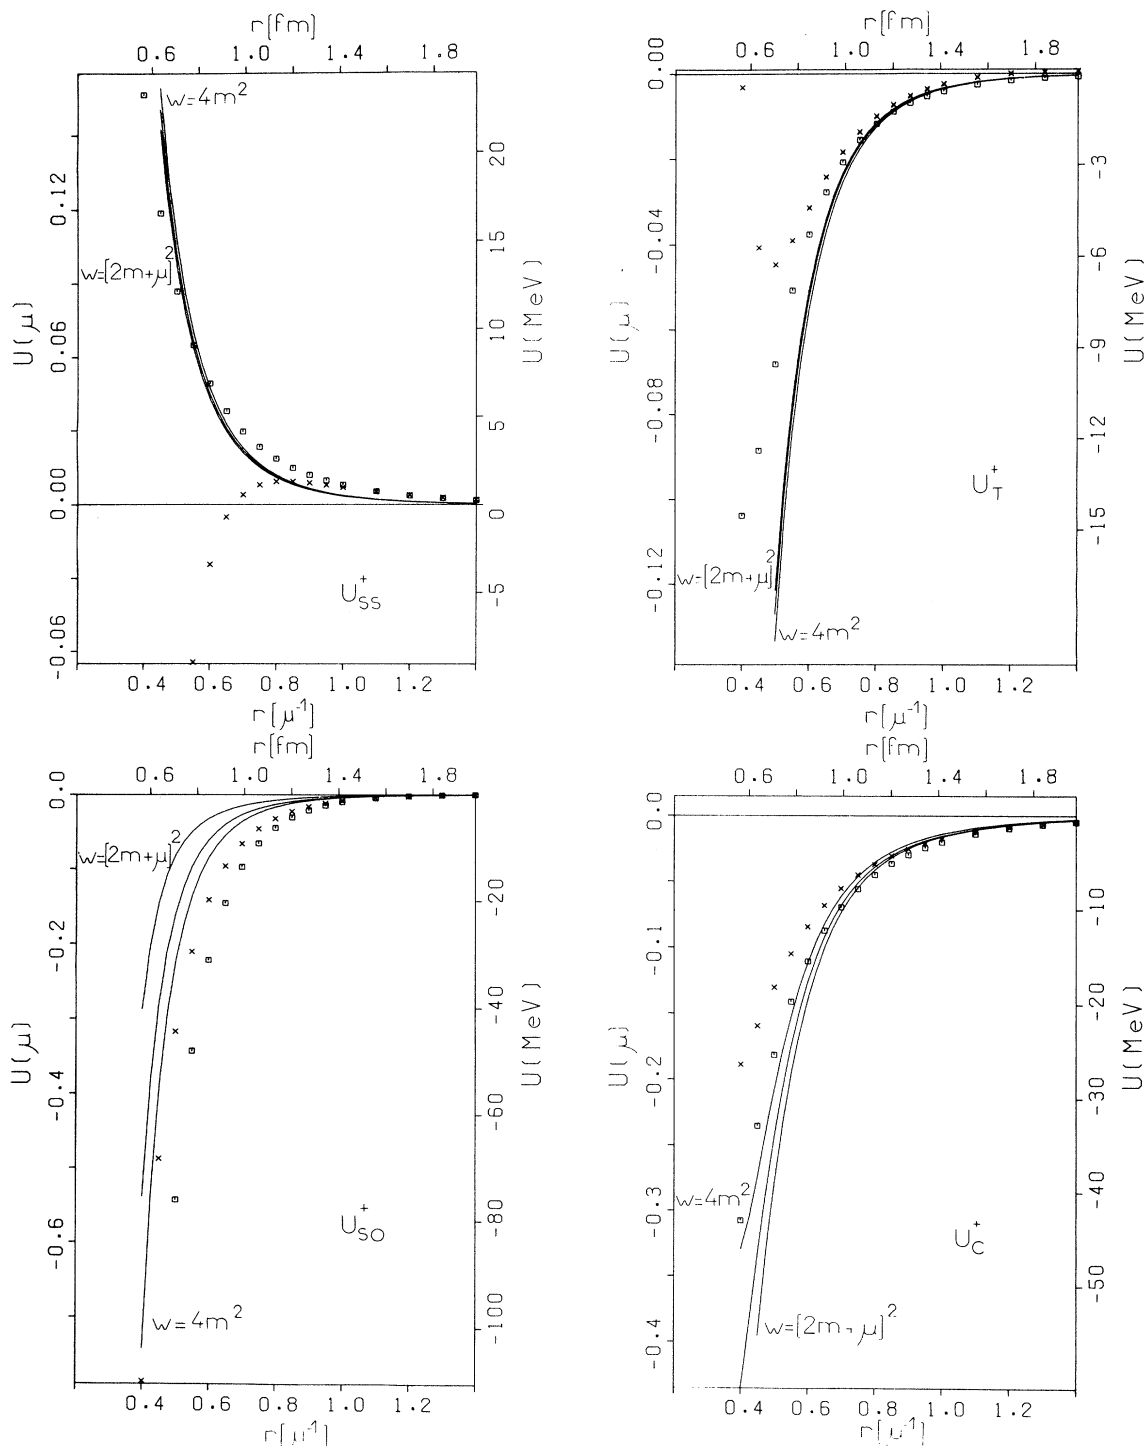 r[fm]
0.6 1.0 1.4 1.8
w=4m²
w=[2m+μ]²
U(μ)
0.12
0.06
0.00
-0.06
20
15
10
5
0
-5
U(MeV)
U⁺SS
0.4 0.6 0.8 1.0 1.2
r[μ⁻¹]
r[fm]
0.6 1.0 1.4 1.8
0.00
-0.04
-0.08
-0.12
U(μ)
-3
-6
-9
-12
-15
U(MeV)
U⁺T
w=[2m+μ]²
w=4m²
0.4 0.6 0.8 1.0 1.2
r[μ⁻¹]
r[fm]
0.6 1.0 1.4 1.8
0.0
-0.2
-0.4
-0.6
U(μ)
w=[2m+μ]²
-20
-40
-60
-80
-100
U(MeV)
U⁺SO
w=4m²
0.4 0.6 0.8 1.0 1.2
r[μ⁻¹]
r[fm]
0.6 1.0 1.4 1.8
0.0
-0.1
-0.2
-0.3
-0.4
U(μ)
-10
-20
-30
-40
-50
U(MeV)
w=4m²
U⁺C
w=[2m+μ]²
0.4 0.6 0.8 1.0 1.2
r[μ⁻¹]